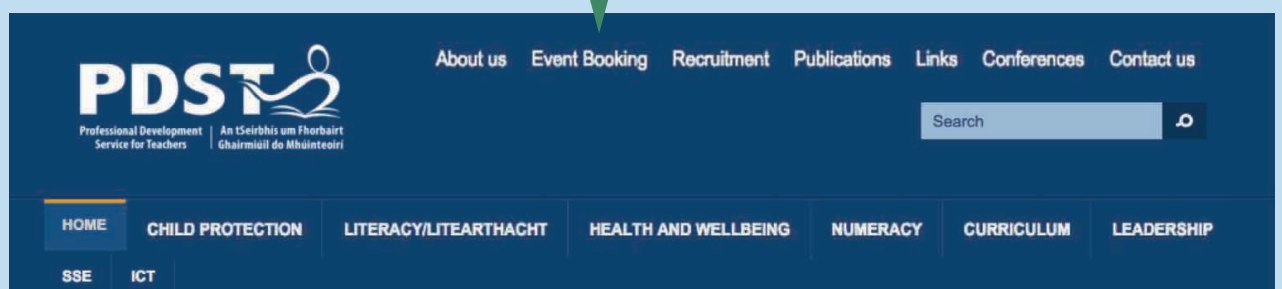 About us Event Booking Recruitment Publications Links Conferences Contact us
PDST
Professional Development Service for Teachers
An tSeirbhís um Fhorbairt Ghairmiúil do Mhúinteoirí
Search
HOME CHILD PROTECTION LITERACY/LITEARTHACHT HEALTH AND WELLBEING NUMERACY CURRICULUM LEADERSHIP
SSE ICT